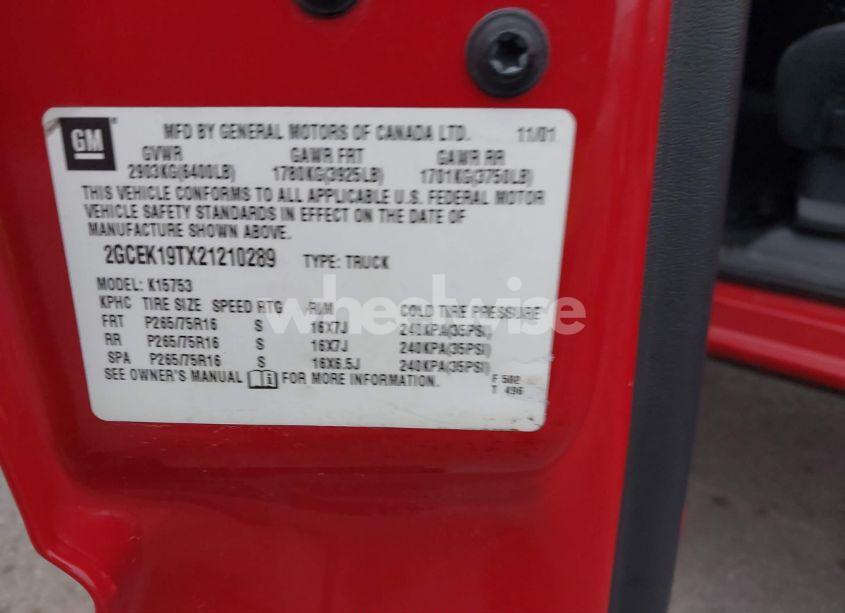 GM
MFD BY GENERAL MOTORS OF CANADA LTD. 11/01
GVWR GAWR FRT GAWR RR
2903KG(6400LB) 1780KG(3925LB) 1701KG(3750LB)
THIS VEHICLE CONFORMS TO ALL APPLICABLE U.S. FEDERAL MOTOR
VEHICLE SAFETY STANDARDS IN EFFECT ON THE DATE OF
MANUFACTURE SHOWN ABOVE.
2GCEK19TX21210289 TYPE: TRUCK
MODEL: K15753
KPHC TIRE SIZE SPEED RTG RIM COLD TIRE PRESSURE
FRT P265/75R16 S 16X7J 240KPA(35PSI)
RR P265/75R16 S 16X7J 240KPA(35PSI)
SPA P265/75R16 S 16X6.5J 240KPA(35PSI)
SEE OWNER'S MANUAL FOR MORE INFORMATION.
F 502
T 496
wheelwise